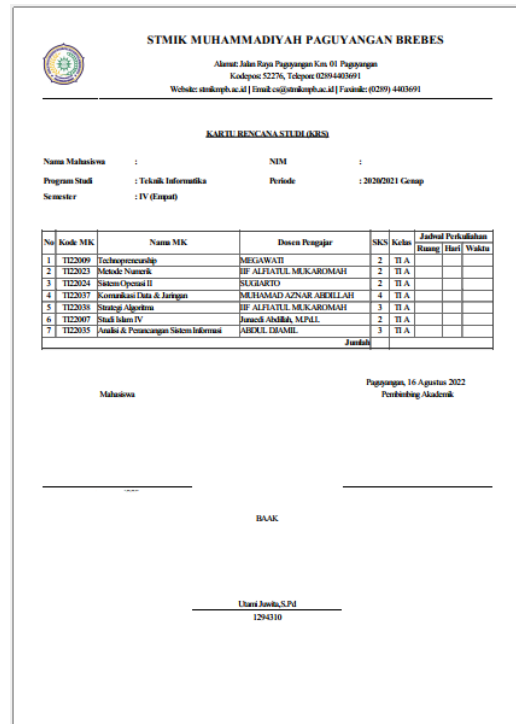 STMIK MUHAMMADIYAH PAGUYANGAN BREBES
Alamat: Jalan Raya Paguyangan Km. 01 Paguyangan
Kodepos: 52276, Telepon: 02894403691
Website: stmikmpb.ac.id | Email: cs@stmikmpb.ac.id | Faximile: (0289) 4403691
KARTU RENCANA STUDI (KRS)
Nama Mahasiswa : NIM :
Program Studi : Teknik Informatika Periode : 2020/2021 Genap
Semester : IV (Empat)
No Kode MK Nama MK Dosen Pengajar SKS Kelas Jadwal Perkuliahan
Ruang Hari Waktu
1 TI22009 Technopreneurship MEGAWATI 2 TI A
2 TI22023 Metode Numerik IIF ALFIATUL MUKAROMAH 2 TI A
3 TI22024 Sistem Operasi II SUGIARTO 2 TI A
4 TI22037 Komunikasi Data & Jaringan MUHAMAD AZNAR ABDILLAH 4 TI A
5 TI22038 Strategi Algoritma IIF ALFIATUL MUKAROMAH 3 TI A
6 TI22007 Studi Islam IV Junaedi Abdillah, M.Pd.I. 2 TI A
7 TI22035 Analisi & Perancangan Sistem Informasi ABDUL DJAMIL 3 TI A
Jumlah
Paguyangan, 16 Agustus 2022
Mahasiswa Pembimbing Akademik
BAAK
Utami Juwita,S.Pd
1294310